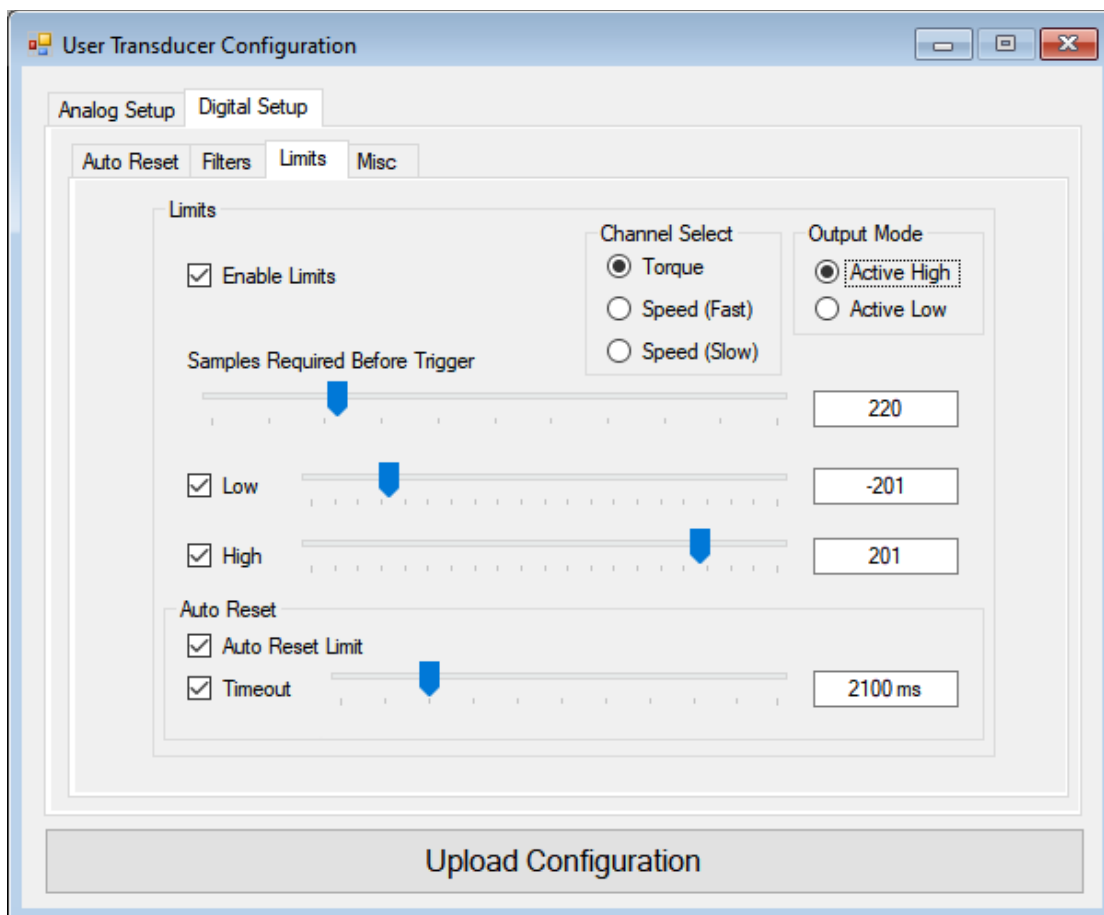 User Transducer Configuration
Analog Setup Digital Setup
Auto Reset Filters Limits Misc
Limits
Enable Limits
Channel Select
Torque
Speed (Fast)
Speed (Slow)
Output Mode
Active High
Active Low
Samples Required Before Trigger
220
Low -201
High 201
Auto Reset
Auto Reset Limit
Timeout 2100 ms
Upload Configuration